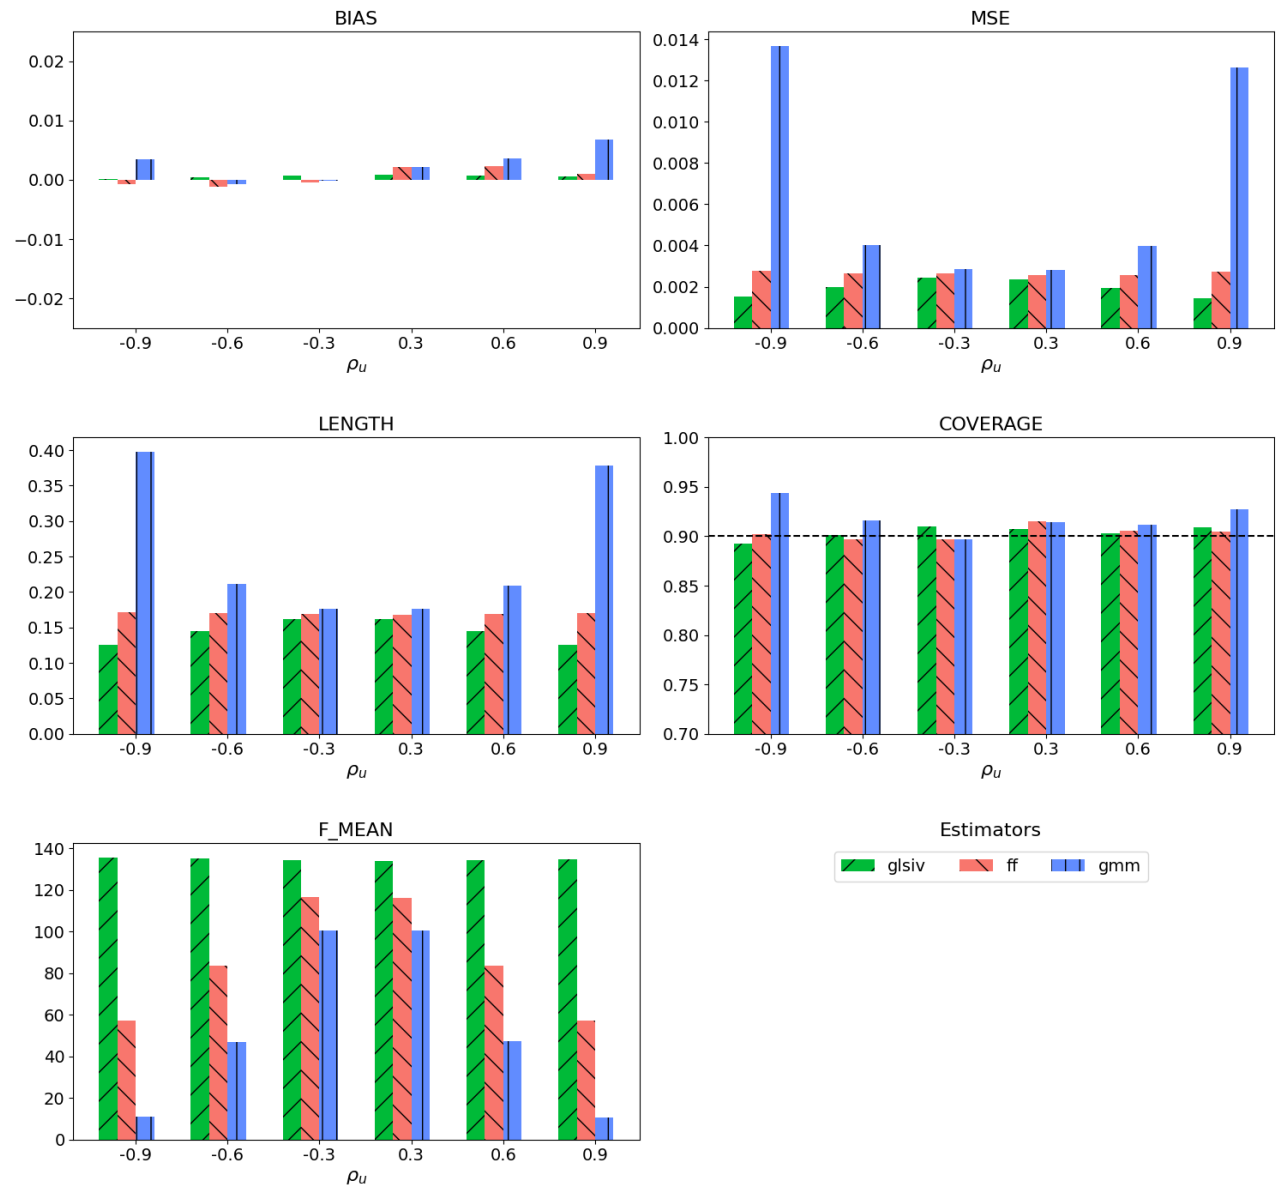 BIAS
0.02
0.01
0.00
−0.01
−0.02
-0.9 -0.6 -0.3 0.3 0.6 0.9
ρu
MSE
0.014
0.012
0.010
0.008
0.006
0.004
0.002
0.000
-0.9 -0.6 -0.3 0.3 0.6 0.9
ρu
LENGTH
0.40
0.35
0.30
0.25
0.20
0.15
0.10
0.05
0.00
-0.9 -0.6 -0.3 0.3 0.6 0.9
ρu
COVERAGE
1.00
0.95
0.90
0.85
0.80
0.75
0.70
-0.9 -0.6 -0.3 0.3 0.6 0.9
ρu
F_MEAN
140
120
100
80
60
40
20
0
-0.9 -0.6 -0.3 0.3 0.6 0.9
ρu
Estimators
glsiv ff gmm